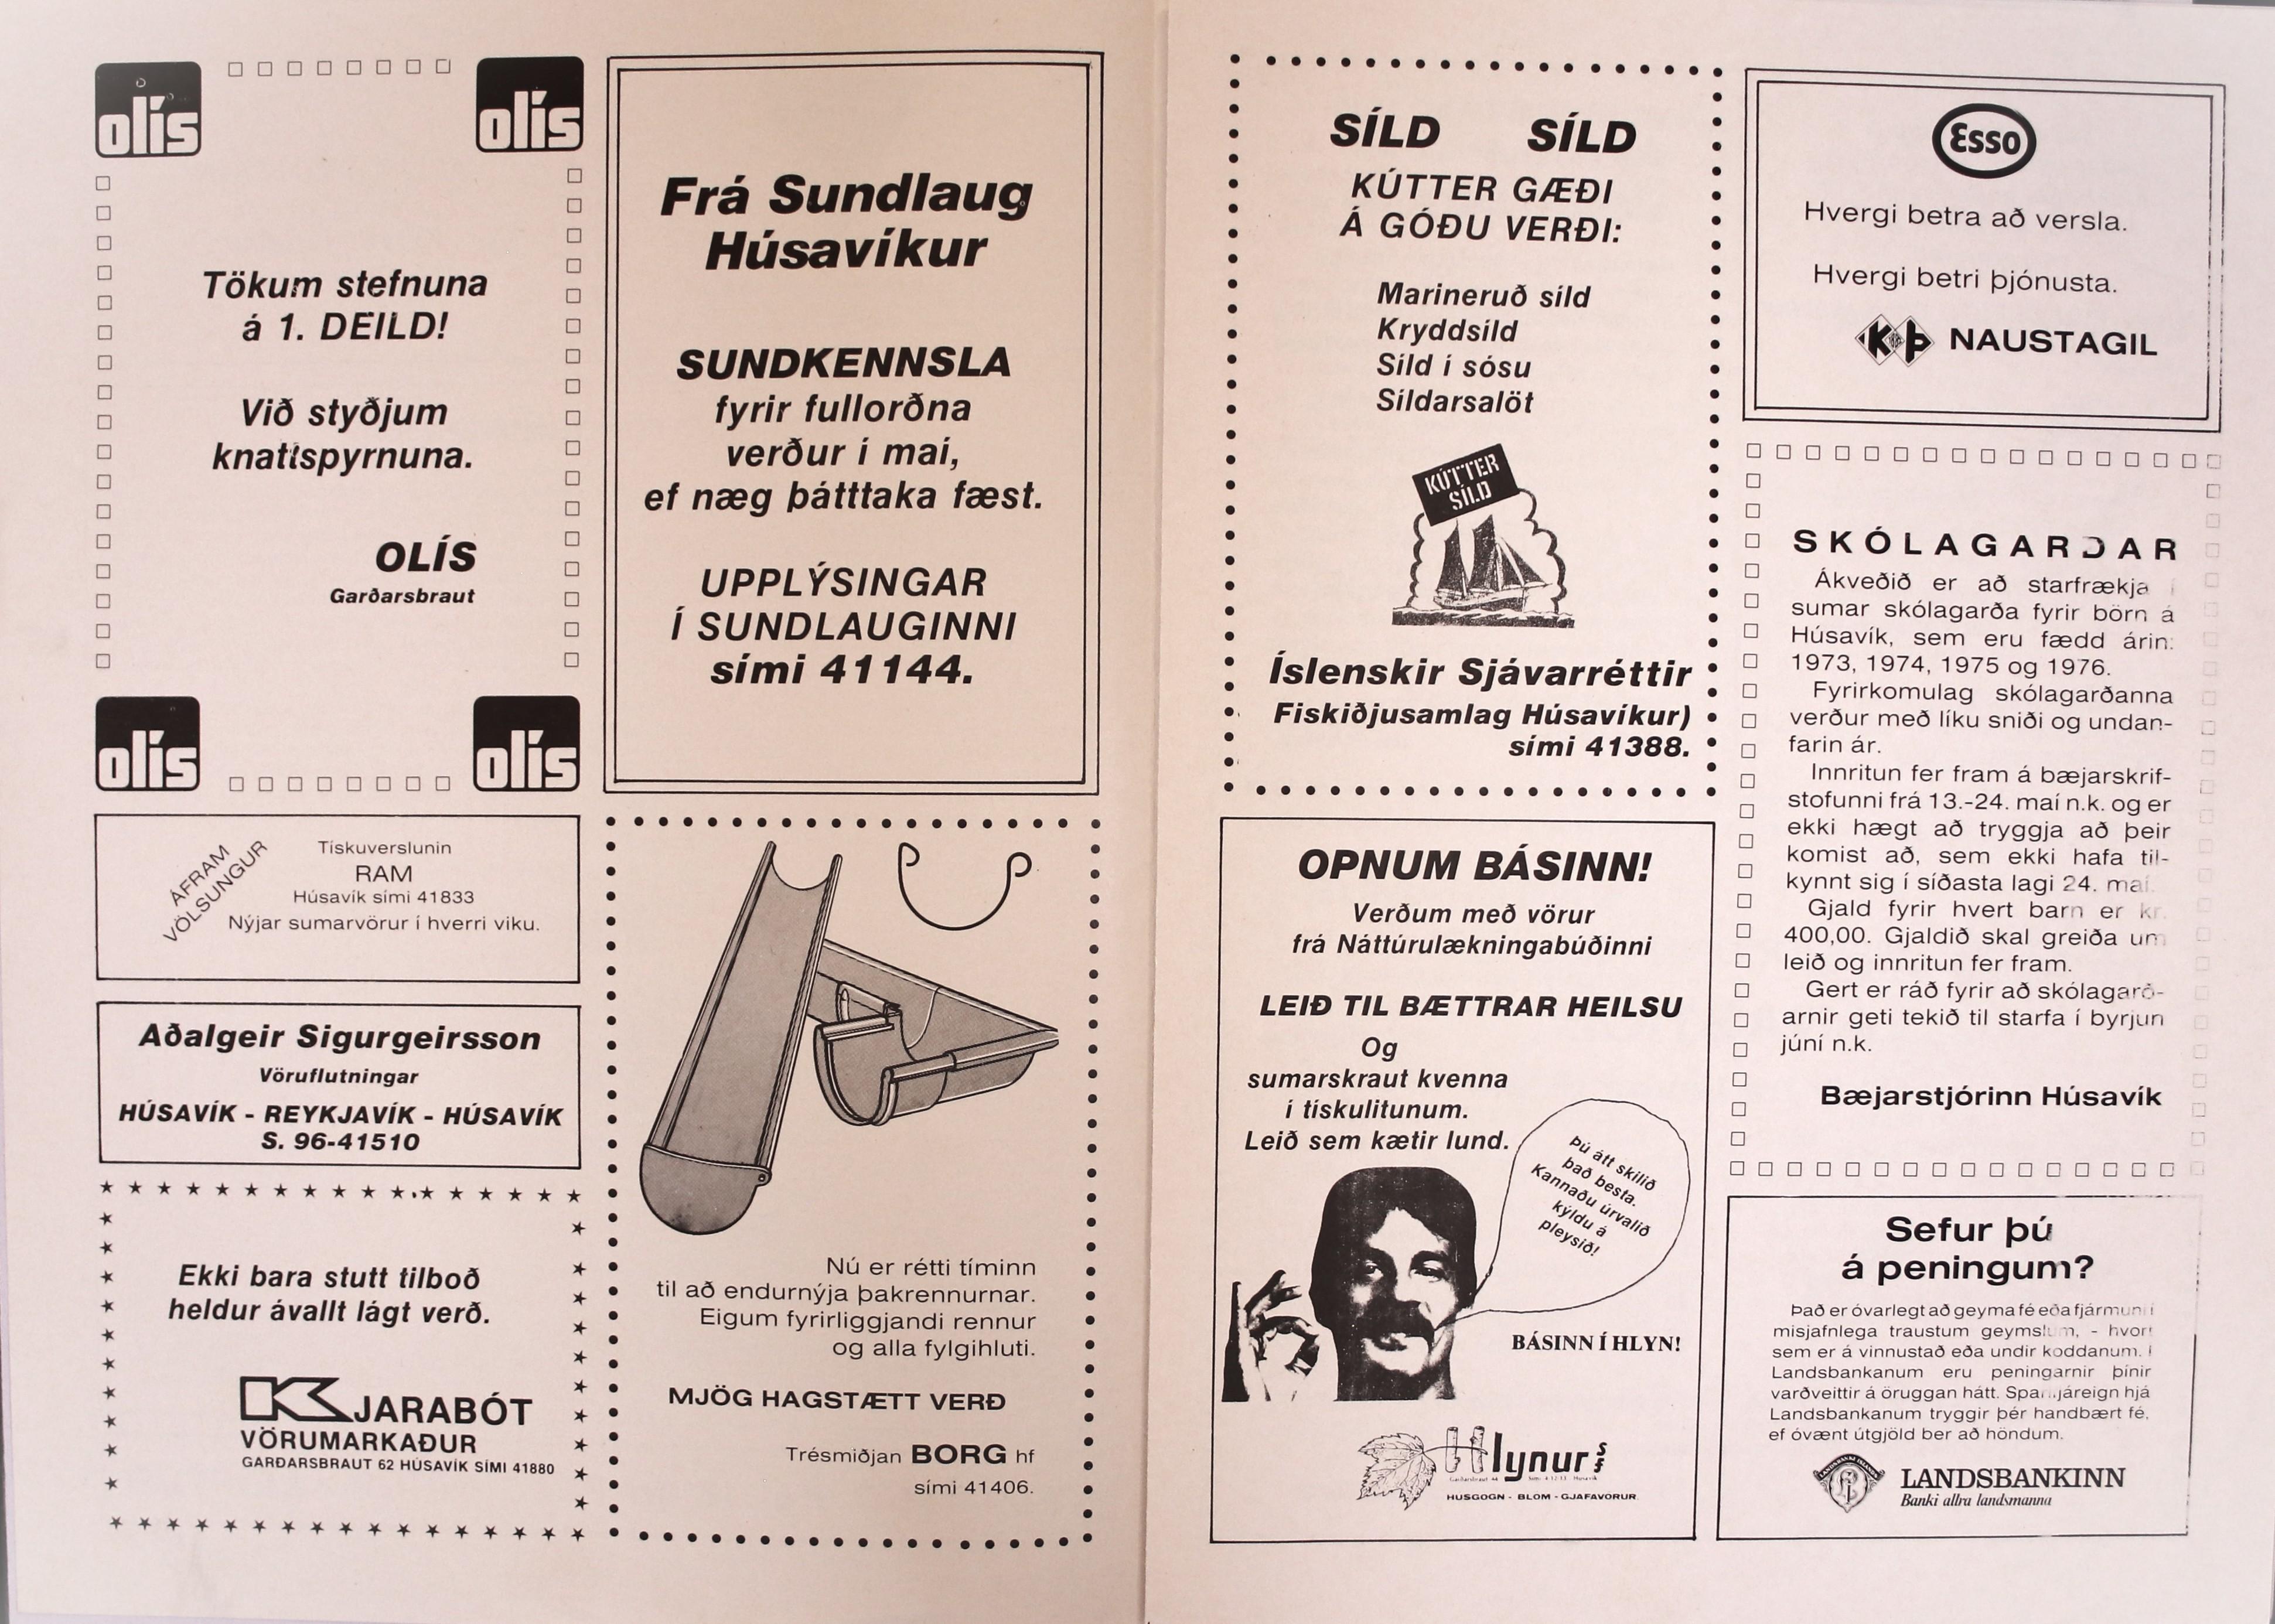 olís
olís
Tökum stefnuna
á 1. DEILD!
Við styðjum
knattspyrnuna.
OLÍS
Garðarsbraut
olís
olís
ÁFRAM
VÖLSUNGUR
Tískuverslunin
RAM
Húsavík sími 41833
Nýjar sumarvörur í hverri viku.
Aðalgeir Sigurgeirsson
Vöruflutningar
HÚSAVÍK - REYKJAVÍK - HÚSAVÍK
S. 96-41510
Ekki bara stutt tilboð
heldur ávallt lágt verð.
KJARABÓT
VÖRUMARKAÐUR
GARÐARSBRAUT 62 HÚSAVÍK SÍMI 41880
Frá Sundlaug
Húsavíkur
SUNDKENNSLA
fyrir fullorðna
verður í mai,
ef næg þátttaka fæst.
UPPLÝSINGAR
Í SUNDLAUGINNI
sími 41144.
Nú er rétti tíminn
til að endurnýja þakrennurnar.
Eigum fyrirliggjandi rennur
og alla fylgihluti.
MJÖG HAGSTÆTT VERÐ
Trésmiðjan BORG hf
sími 41406.
SÍLD SÍLD
KÚTTER GÆÐI
Á GÓÐU VERÐI:
Marineruð síld
Kryddsíld
Síld í sósu
Síldarsalöt
KÚTTER
SÍLD
Íslenskir Sjávarréttir
Fiskiðjusamlag Húsavíkur)
sími 41388.
OPNUM BÁSINN!
Verðum með vörur
frá Náttúrulækningabúðinni
LEIÐ TIL BÆTTRAR HEILSU
Og
sumarskraut kvenna
í tískulitunum.
Leið sem kætir lund.
Þú átt skilið
það besta.
Kannaðu úrvalið
kýldu á
pleysið!
BÁSINN Í HLYN!
Hlynur sf
Garðarsbraut 44 Sími 4 12 13 Húsavík
HÚSGÖGN - BLÓM - GJAFAVÖRUR
Esso
Hvergi betra að versla.
Hvergi betri þjónusta.
KÞ NAUSTAGIL
SKÓLAGARÐAR
Ákveðið er að starfrækja í
sumar skólagarða fyrir börn á
Húsavík, sem eru fædd árin:
1973, 1974, 1975 og 1976.
Fyrirkomulag skólagarðanna
verður með líku sniði og undan-
farin ár.
Innritun fer fram á bæjarskrif-
stofunni frá 13.-24. maí n.k. og er
ekki hægt að tryggja að þeir
komist að, sem ekki hafa til-
kynnt sig í síðasta lagi 24. maí.
Gjald fyrir hvert barn er kr.
400,00. Gjaldið skal greiða um
leið og innritun fer fram.
Gert er ráð fyrir að skólagarð-
arnir geti tekið til starfa í byrjun
júní n.k.
Bæjarstjórinn Húsavík
Sefur þú
á peningum?
Það er óvarlegt að geyma fé eða fjármuni í
misjafnlega traustum geymslum, - hvort
sem er á vinnustað eða undir koddanum. Í
Landsbankanum eru peningarnir þínir
varðveittir á öruggan hátt. Sparifjáreign hjá
Landsbankanum tryggir þér handbært fé,
ef óvænt útgjöld ber að höndum.
LANDSBANKINN
Banki allra landsmanna